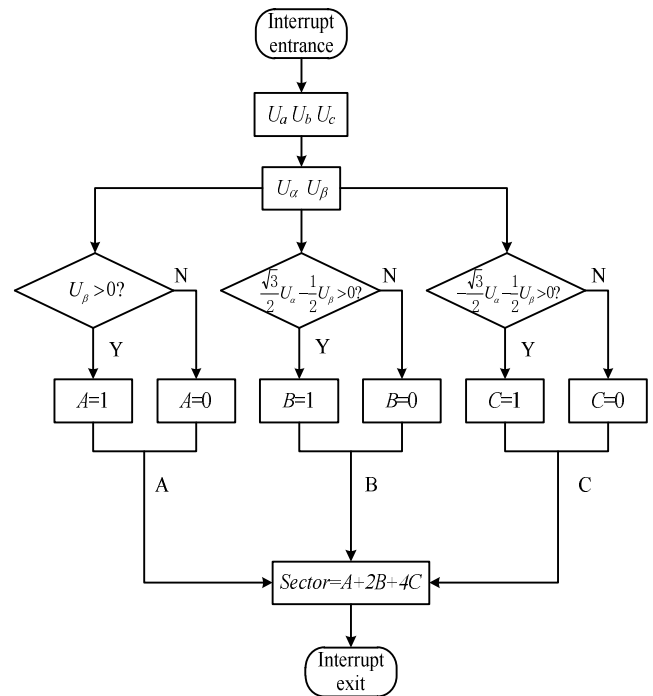 Interrupt
entrance
U_a U_b U_c
U_α U_β
U_β >0?
N
√3/2 U_α − 1/2 U_β >0?
N
−√3/2 U_α − 1/2 U_β >0?
N
Y
Y
Y
A=1
A=0
B=1
B=0
C=1
C=0
A
B
C
Sector=A+2B+4C
Interrupt
exit